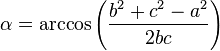 α = arccos( (b² + c² − a²) / 2bc )